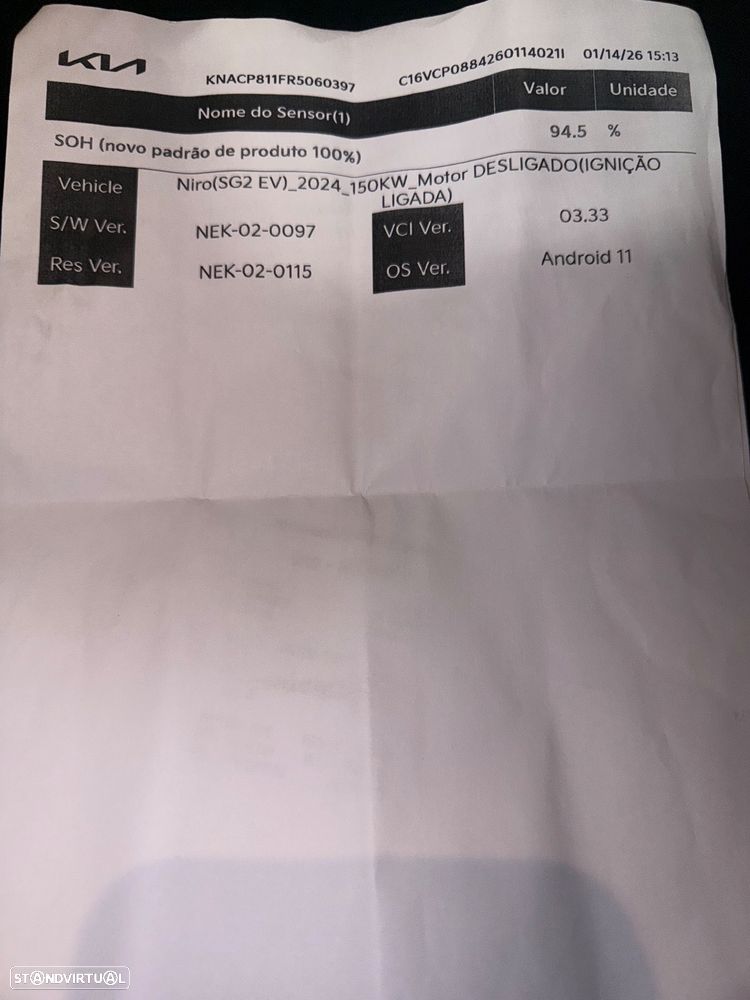 KIA KNACP811FR5060397 C16VCP0884260114021I 01/14/26 15:13
Nome do Sensor(1) Valor Unidade
SOH (novo padrão de produto 100%) 94.5 %
Vehicle Niro(SG2 EV)_2024_150KW_Motor DESLIGADO(IGNIÇÃO
LIGADA)
S/W Ver. NEK-02-0097 VCI Ver. 03.33
Res Ver. NEK-02-0115 OS Ver. Android 11
STANDVIRTUAL